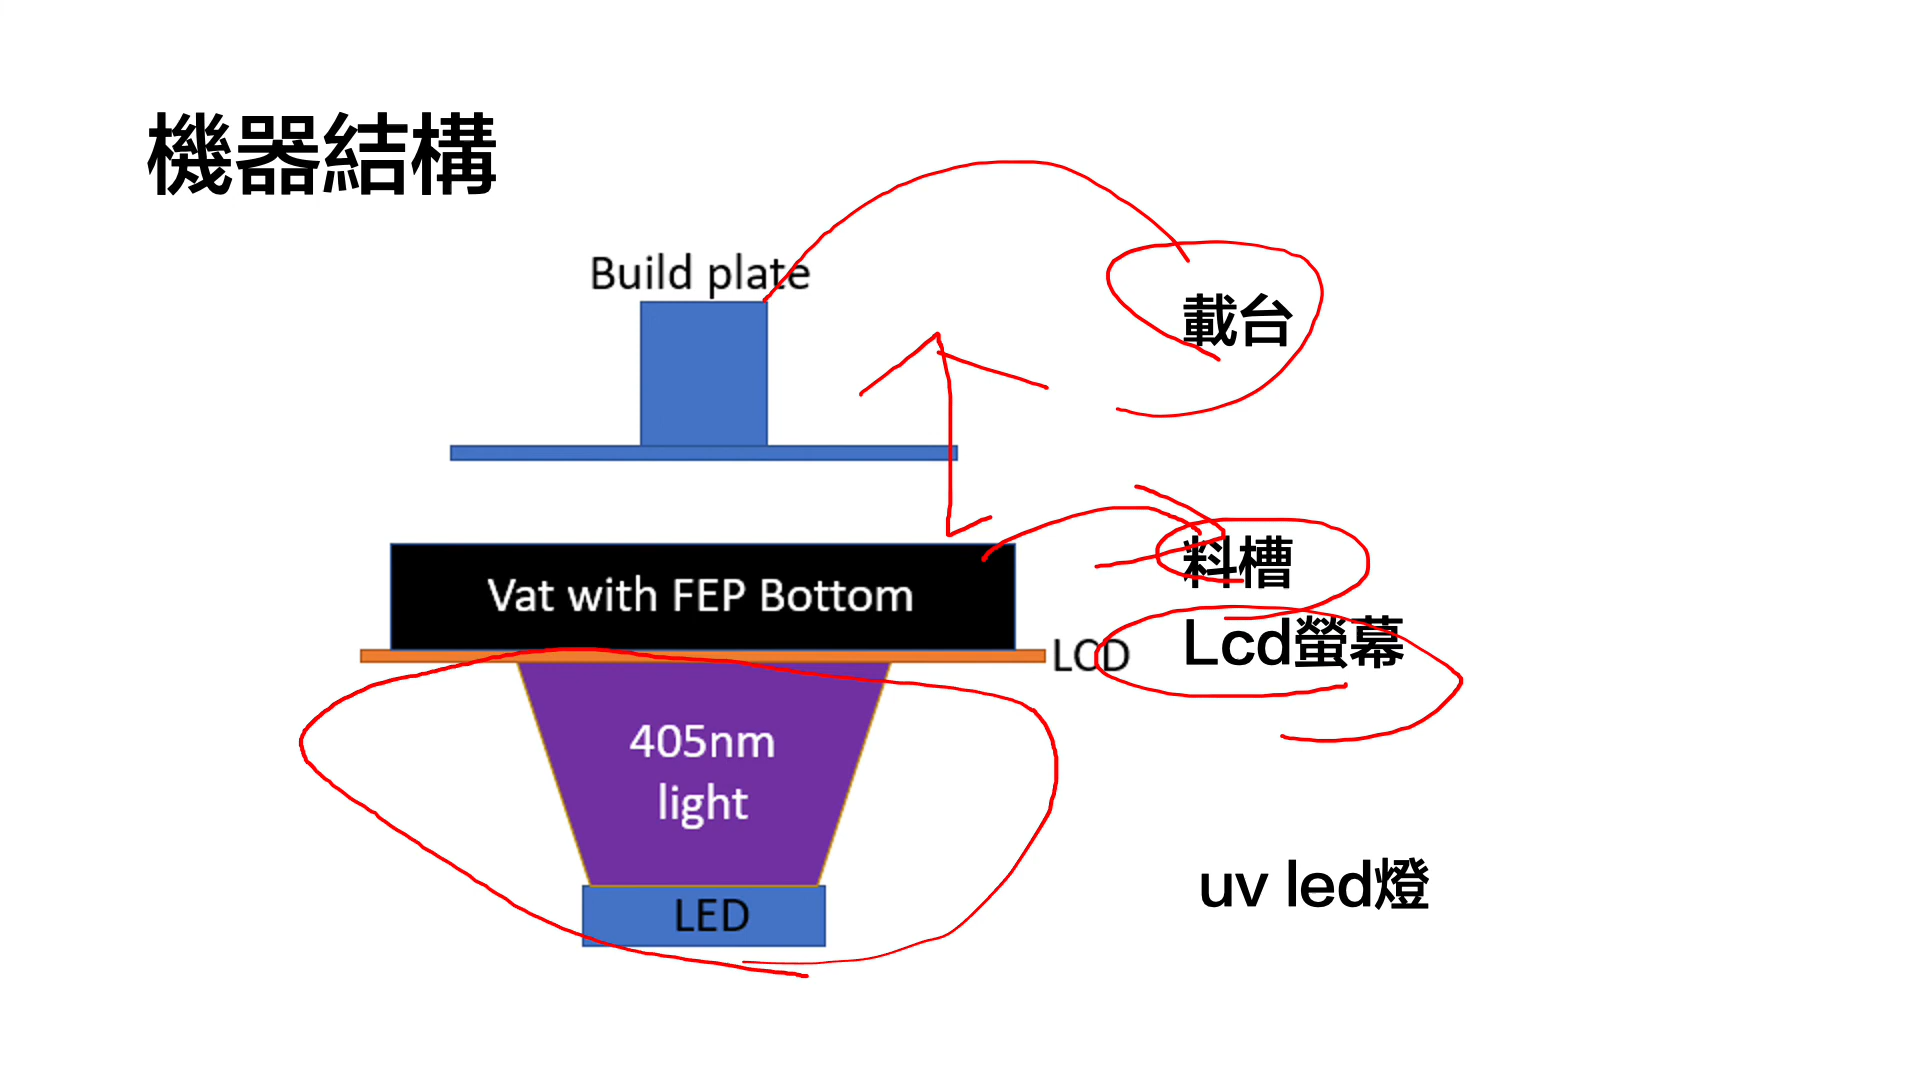 機器結構
Build plate
載台
Vat with FEP Bottom
料槽
LCD
Lcd螢幕
405nm
light
uv led燈
LED